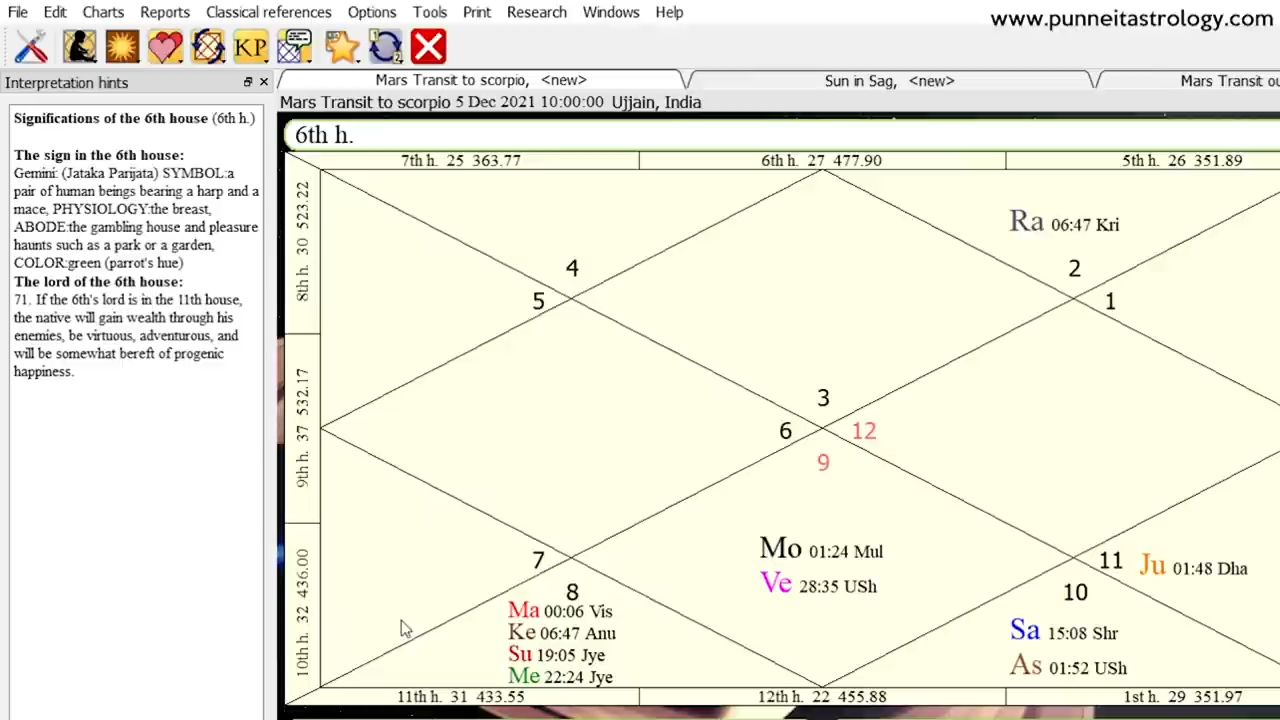 File Edit Charts Reports Classical references Options Tools Print Research Windows Help
www.punneitastrology.com
KP
Interpretation hints
Mars Transit to scorpio, <new>
Sun in Sag, <new>
Mars Transit ou
Mars Transit to scorpio 5 Dec 2021 10:00:00 Ujjain, India
Significations of the 6th house (6th h.)
The sign in the 6th house:
Gemini: (Jataka Parijata) SYMBOL:a
pair of human beings bearing a harp and a
mace, PHYSIOLOGY:the breast,
ABODE:the gambling house and pleasure
haunts such as a park or a garden,
COLOR:green (parrot's hue)
The lord of the 6th house:
71. If the 6th's lord is in the 11th house,
the native will gain wealth through his
enemies, be virtuous, adventurous, and
will be somewhat bereft of progenic
happiness.
6th h.
7th h. 25 363.77
6th h. 27 477.90
5th h. 26 351.89
8th h. 30 523.22
9th h. 37 532.17
10th h. 32 436.00
Ra 06:47 Kri
4
2
5
1
3
6
12
9
Mo 01:24 Mul
Ve 28:35 USh
7
8
Ma 00:06 Vis
Ke 06:47 Anu
Su 19:05 Jye
Me 22:24 Jye
11
Ju 01:48 Dha
10
Sa 15:08 Shr
As 01:52 USh
11th h. 31 433.55
12th h. 22 455.88
1st h. 29 351.97